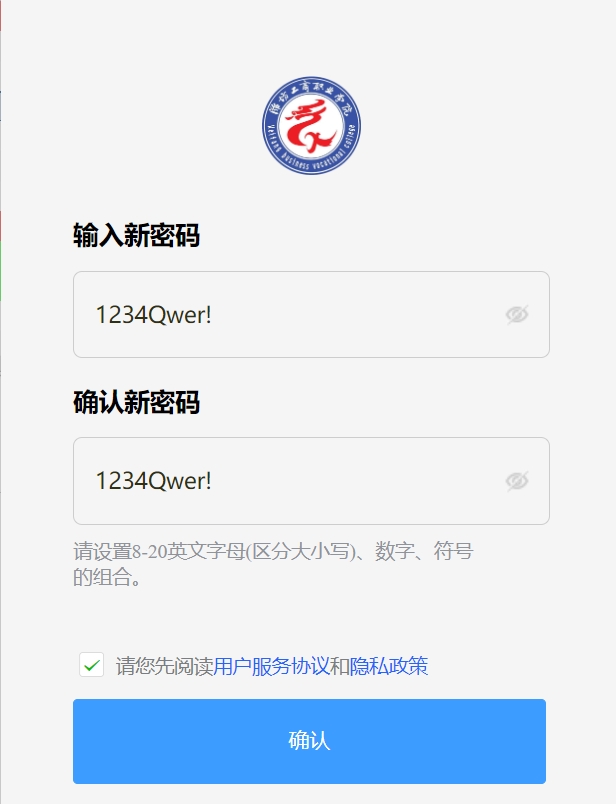 潍坊工商职业学院
Weifang business vocational college
输入新密码
1234Qwer!
确认新密码
1234Qwer!
请设置8-20英文字母(区分大小写)、数字、符号
的组合。
请您先阅读用户服务协议和隐私政策
确认